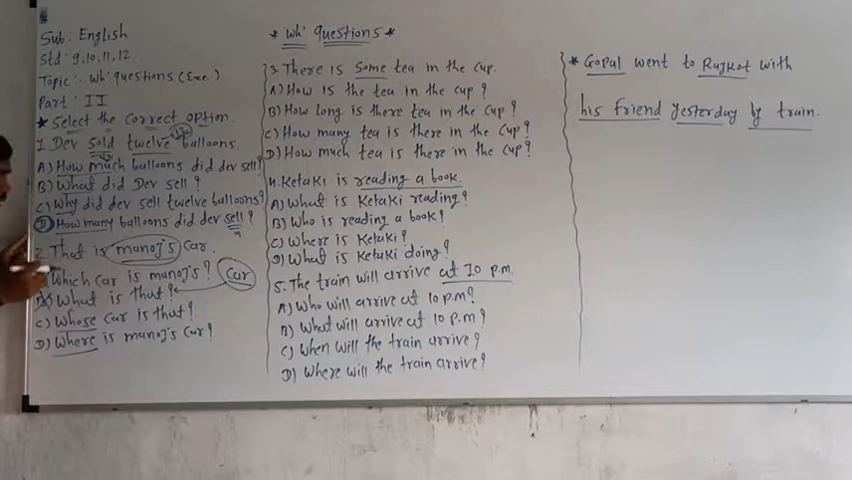 Sub: English
Std: 9,10,11,12
Topic:- Wh' questions (Exe.)
Part: II
* Select the correct option.
1. Dev sold twelve balloons.
A) How much balloons did dev sell?
B) What did Dev sell?
C) Why did dev sell twelve balloons?
D) How many balloons did dev sell?
2. That is manoj's car.
Which car is manoj's? car
What is that?
C) Whose car is that?
D) Where is manoj's car?
* 'Wh' questions *
3. There is some tea in the cup.
A) How is the tea in the cup?
B) How long is there tea in the cup?
C) How many tea is there in the cup?
D) How much tea is there in the cup?
4. Ketaki is reading a book.
A) What is Ketaki reading?
B) Who is reading a book?
C) Where is Ketaki?
D) What is Ketaki doing?
5. The train will arrive at 10 p.m.
A) Who will arrive at 10 p.m?
B) What will arrive at 10 p.m?
C) When will the train arrive?
D) Where will the train arrive?
* Gopal went to Rajkot with
his friend yesterday by train.